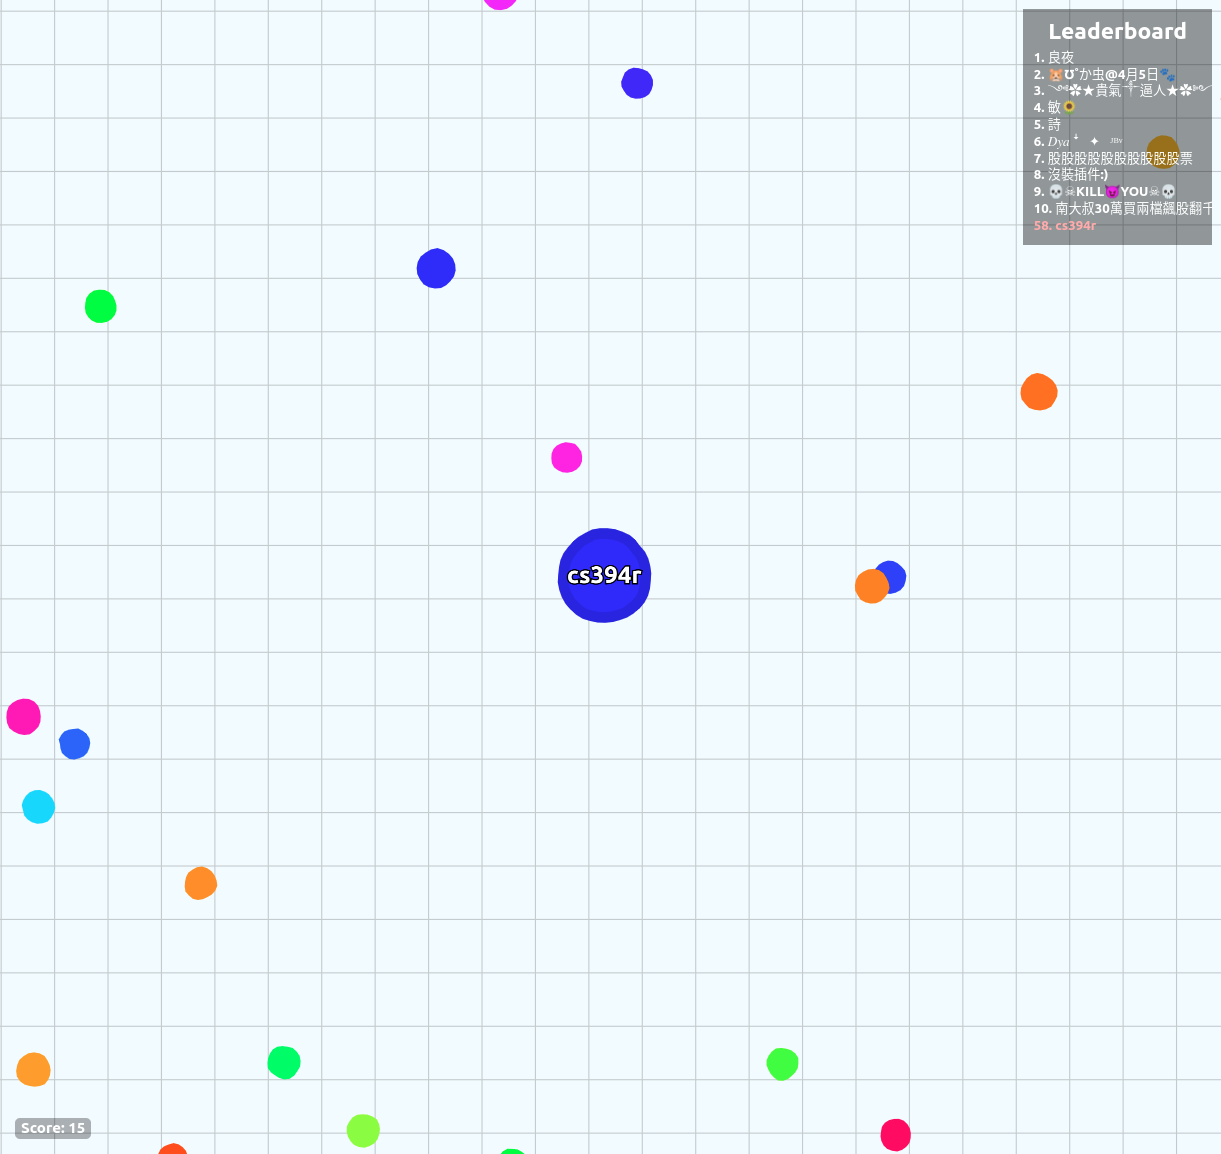 Leaderboard
1. 良夜
2. 🐹℧˚か虫@4月5日🐾
3. ༺✿★貴氣༒逼人★✿༻
4. 敏🌻
5. 詩
6. Dya ꜜ ✦ ᴶᴮᵛ
7. 股股股股股股股股股股票
8. 沒裝插件:)
9. 💀☠KILL😈YOU☠💀
10. 南大叔30萬買兩檔飆股翻千
58. cs394r
cs394r
Score: 15